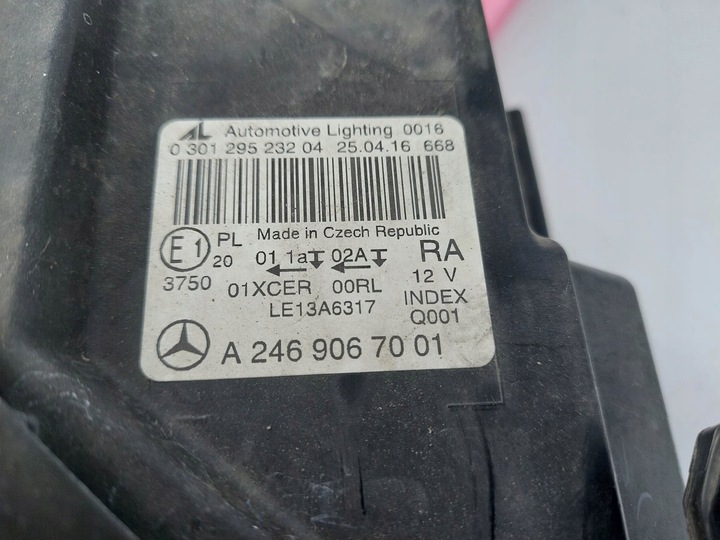 AL Automotive Lighting 0016
0 301 295 232 04 25.04.16 668
Made in Czech Republic
E1 PL 20 01 1a 02A RA
3750 01XCER 00RL 12 V
LE13A6317 INDEX
Q001
A 246 906 70 01